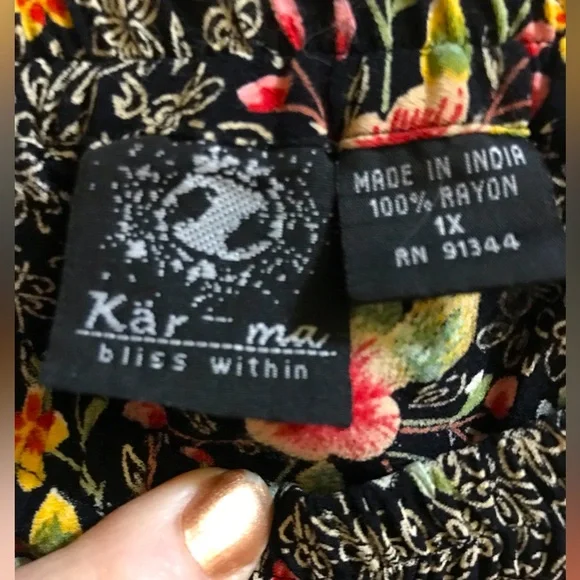 Kär ma
bliss within
MADE IN INDIA
100% RAYON
1X
RN 91344